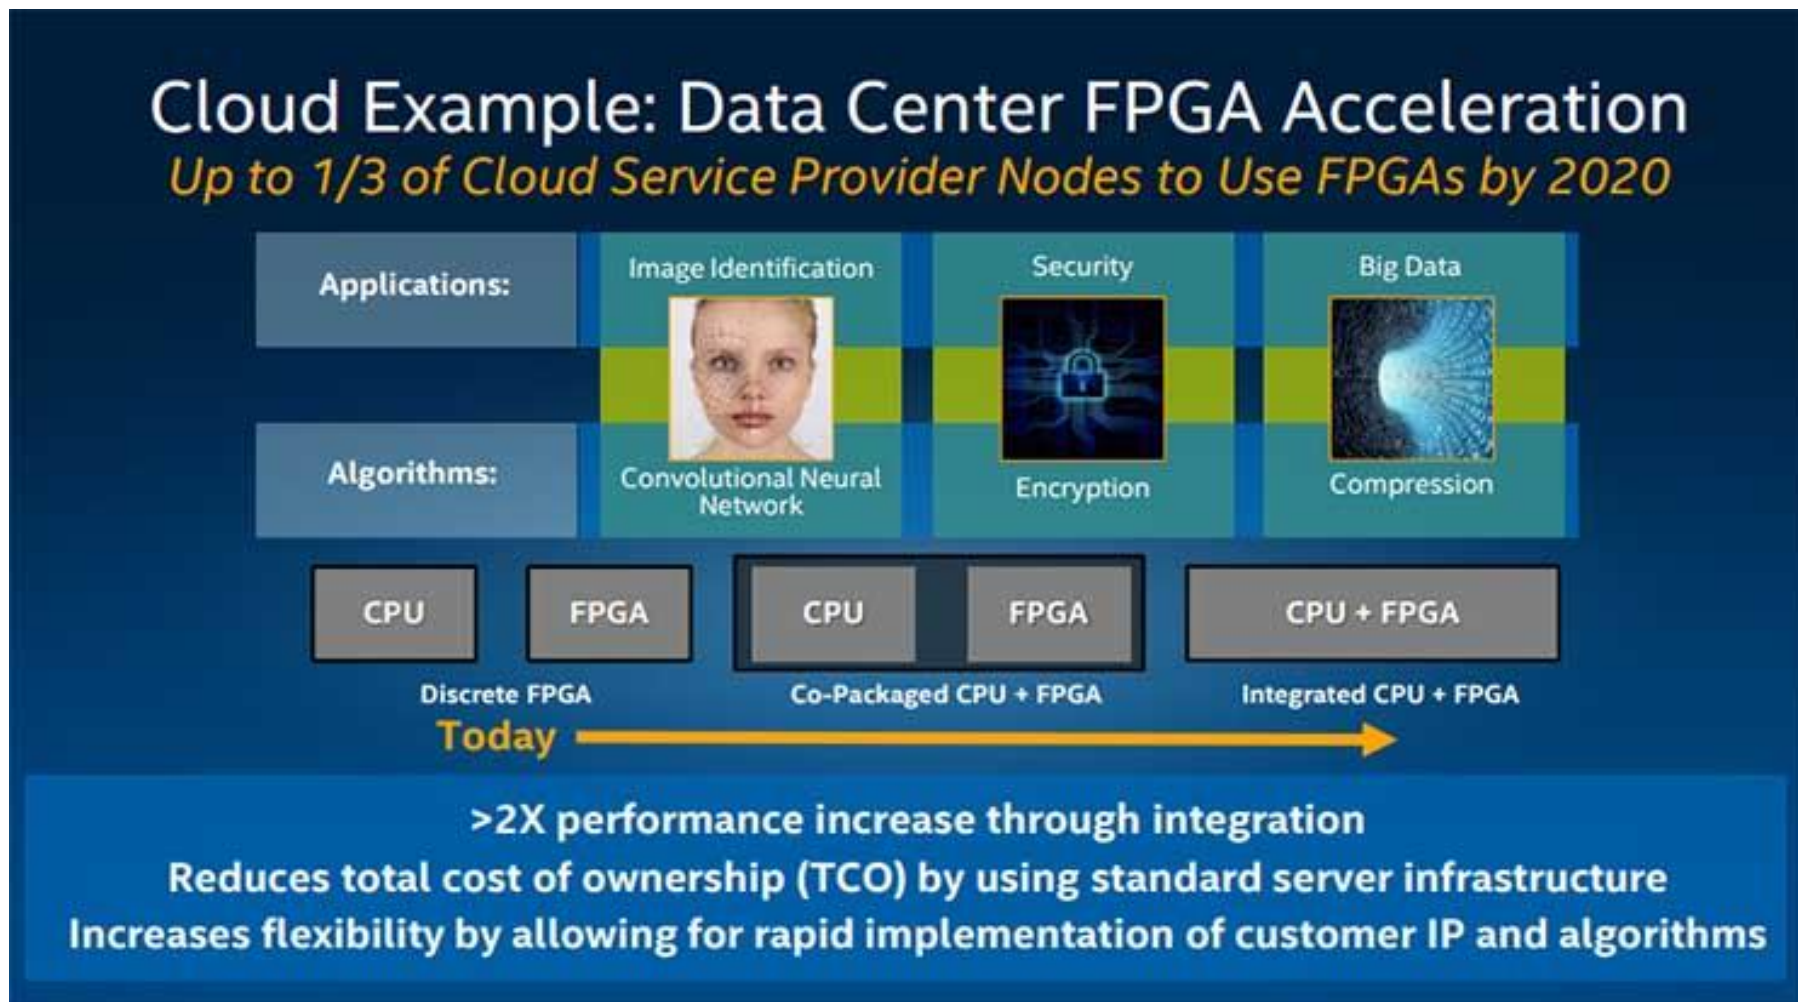 Cloud Example: Data Center FPGA Acceleration
Up to 1/3 of Cloud Service Provider Nodes to Use FPGAs by 2020
Applications:
Image Identification
Security
Big Data
Algorithms:
Convolutional Neural
Network
Encryption
Compression
CPU
FPGA
CPU
FPGA
CPU + FPGA
Discrete FPGA
Co-Packaged CPU + FPGA
Integrated CPU + FPGA
Today
>2X performance increase through integration
Reduces total cost of ownership (TCO) by using standard server infrastructure
Increases flexibility by allowing for rapid implementation of customer IP and algorithms